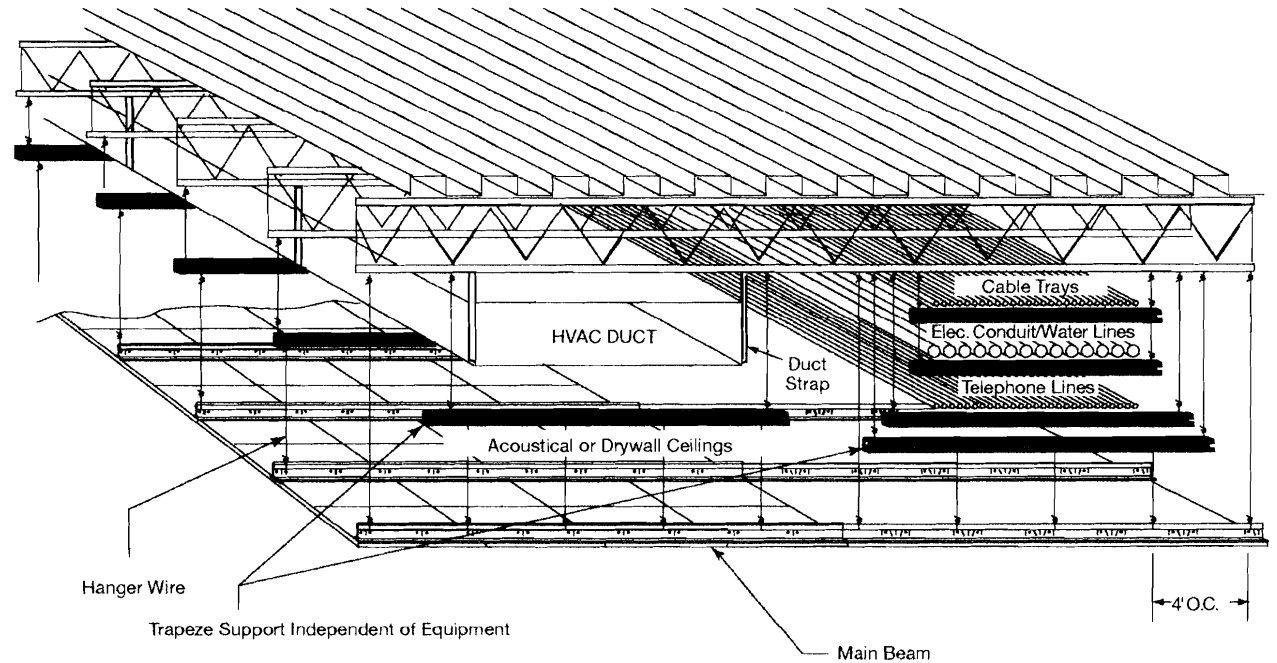 Cable Trays
Elec. Conduit/Water Lines
HVAC DUCT
Duct
Strap
Telephone Lines
Acoustical or Drywall Ceilings
Hanger Wire
4' O.C.
Trapeze Support Independent of Equipment
Main Beam